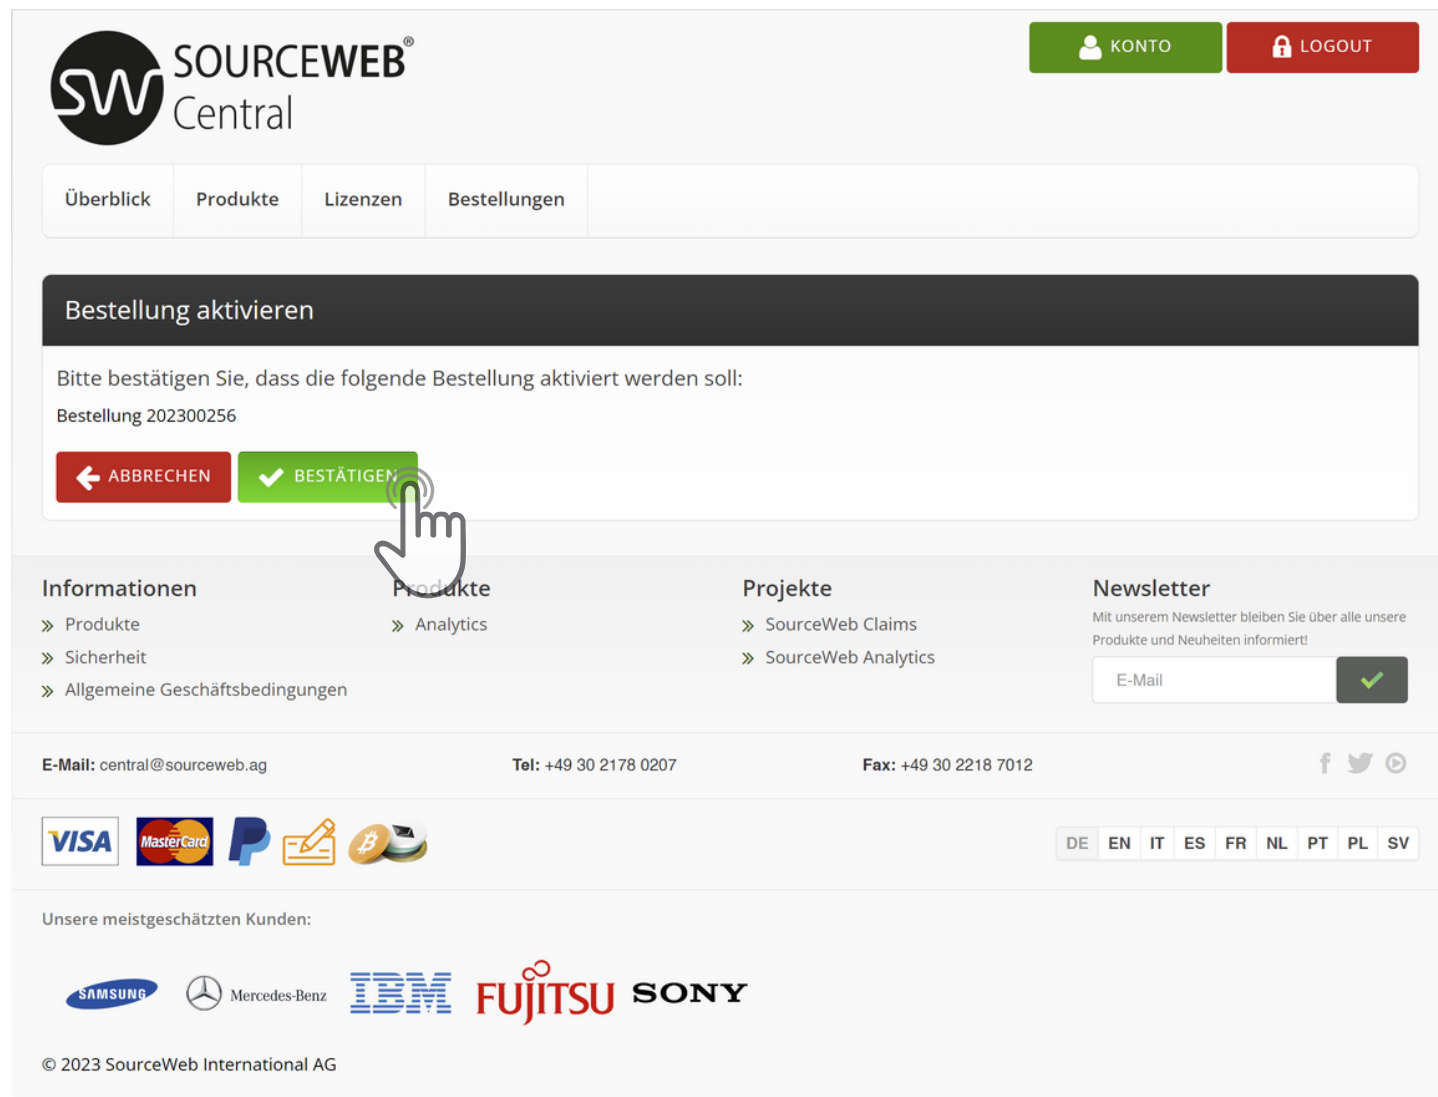 SW SOURCEWEB®
Central
KONTO
LOGOUT
Überblick
Produkte
Lizenzen
Bestellungen
Bestellung aktivieren
Bitte bestätigen Sie, dass die folgende Bestellung aktiviert werden soll:
Bestellung 202300256
ABBRECHEN
BESTÄTIGEN
Informationen
Produkte
Sicherheit
Allgemeine Geschäftsbedingungen
Produkte
Analytics
Projekte
SourceWeb Claims
SourceWeb Analytics
Newsletter
Mit unserem Newsletter bleiben Sie über alle unsere
Produkte und Neuheiten informiert!
E-Mail
E-Mail: central@sourceweb.ag
Tel: +49 30 2178 0207
Fax: +49 30 2218 7012
VISA
MasterCard
DE EN IT ES FR NL PT PL SV
Unsere meistgeschätzten Kunden:
SAMSUNG
Mercedes-Benz
IBM
FUJITSU
SONY
© 2023 SourceWeb International AG